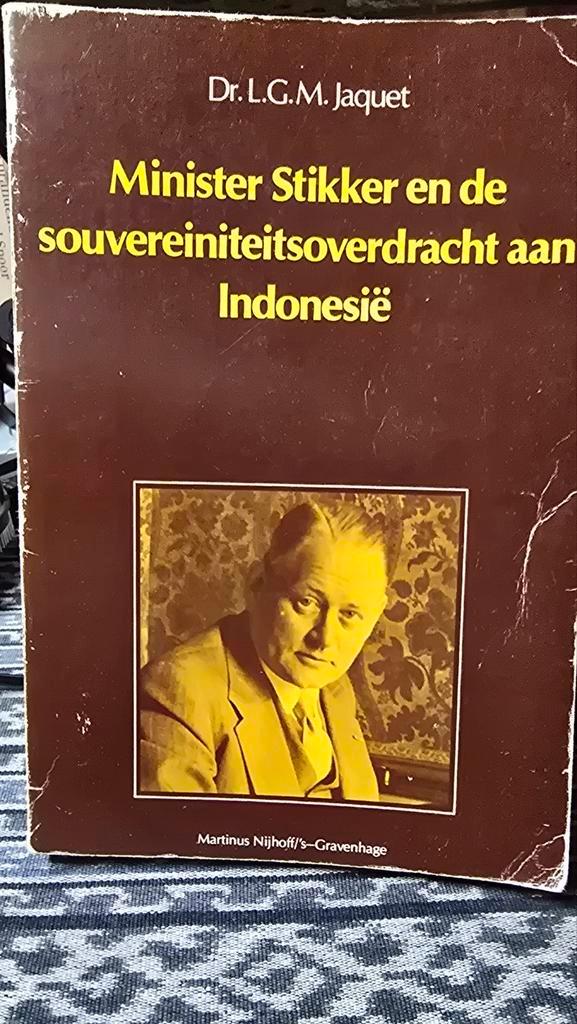 Dr. L.G.M. Jaquet
Minister Stikker en de
souvereiniteitsoverdracht aan
Indonesië
Martinus Nijhoff/'s–Gravenhage